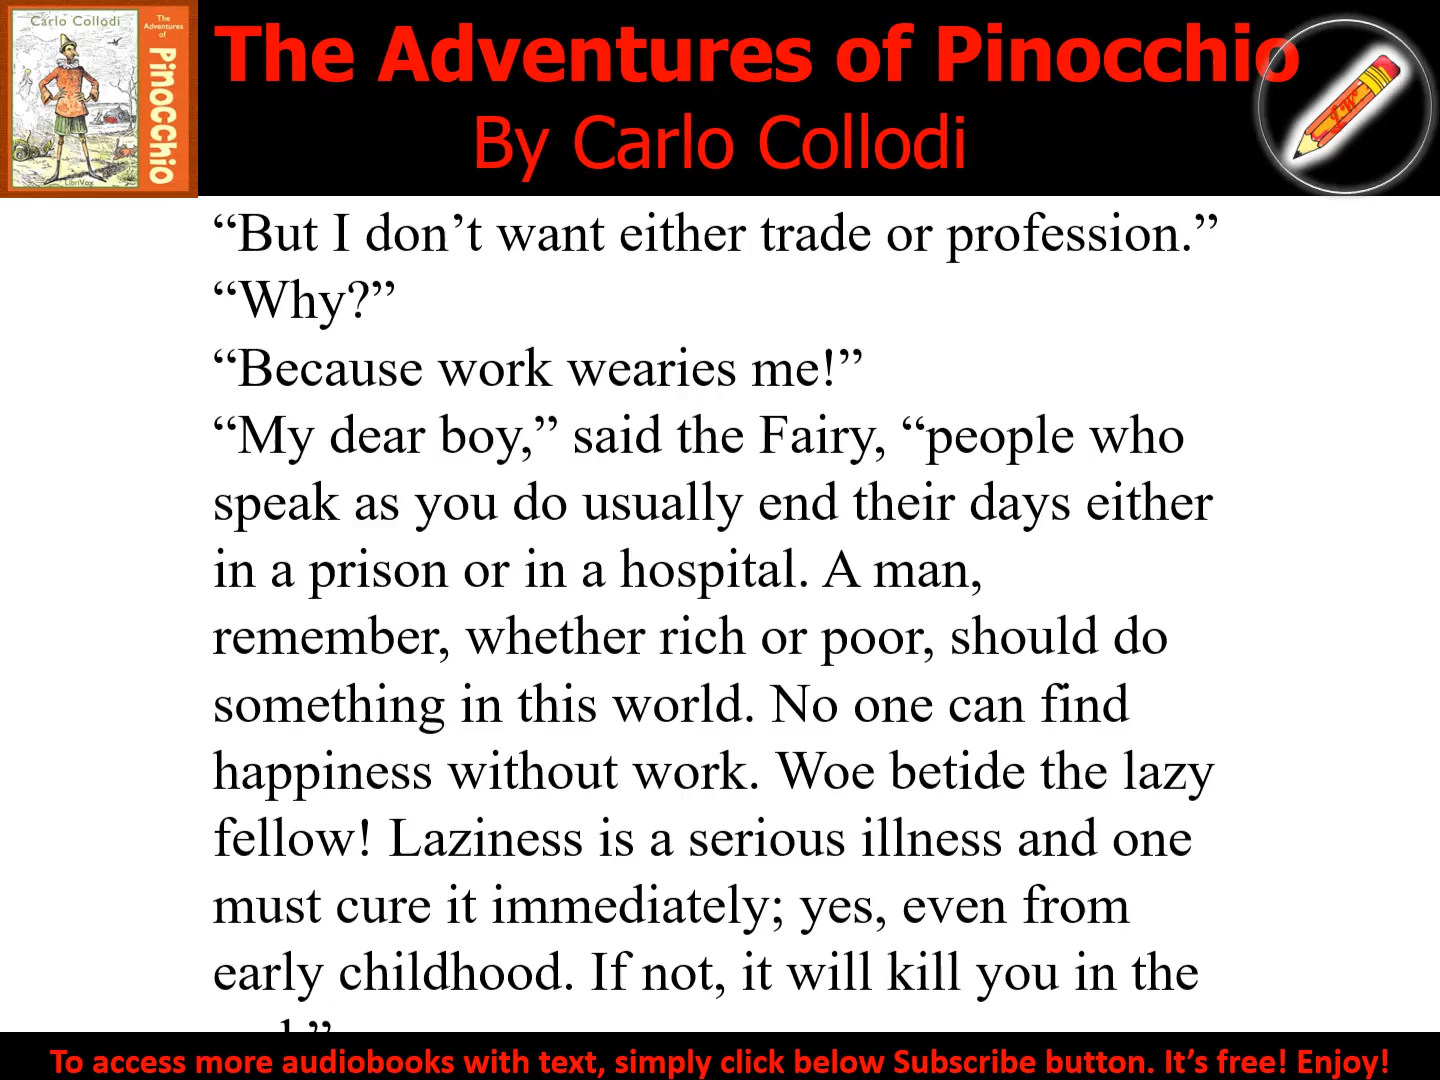 Carlo Collodi
The
Adventures
of
Pinocchio
LibriVox
The Adventures of Pinocchio
By Carlo Collodi
“But I don’t want either trade or profession.”
“Why?”
“Because work wearies me!”
“My dear boy,” said the Fairy, “people who
speak as you do usually end their days either
in a prison or in a hospital. A man,
remember, whether rich or poor, should do
something in this world. No one can find
happiness without work. Woe betide the lazy
fellow! Laziness is a serious illness and one
must cure it immediately; yes, even from
early childhood. If not, it will kill you in the
To access more audiobooks with text, simply click below Subscribe button. It’s free! Enjoy!